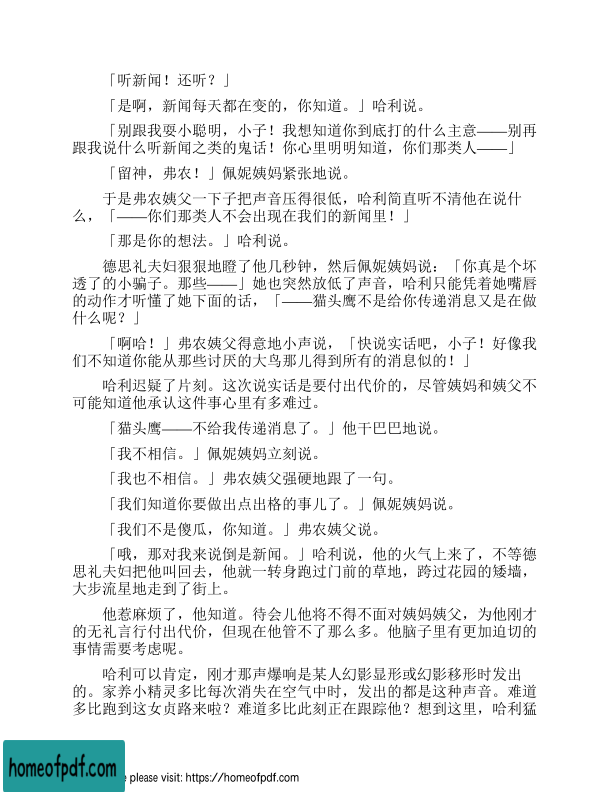 「听新闻！还听？」
「是啊，新闻每天都在变的，你知道。」哈利说。
「别跟我耍小聪明，小子！我想知道你到底打的什么主意——别再
跟我说什么听新闻之类的鬼话！你心里明明知道，你们那类人——」
「留神，弗农！」佩妮姨妈紧张地说。
于是弗农姨父一下子把声音压得很低，哈利简直听不清他在说什
么，「——你们那类人不会出现在我们的新闻里！」
「那是你的想法。」哈利说。
德思礼夫妇狠狠地瞪了他几秒钟，然后佩妮姨妈说：「你真是个坏
透了的小骗子。那些——」她也突然放低了声音，哈利只能凭着她嘴唇
的动作才听懂了她下面的话，「——猫头鹰不是给你传递消息又是在做
什么呢？」
「啊哈！」弗农姨父得意地小声说，「快说实话吧，小子！好像我
们不知道你能从那些讨厌的大鸟那儿得到所有的消息似的！」
哈利迟疑了片刻。这次说实话是要付出代价的，尽管姨妈和姨父不
可能知道他承认这件事心里有多难过。
「猫头鹰——不给我传递消息了。」他干巴巴地说。
「我不相信。」佩妮姨妈立刻说。
「我也不相信。」弗农姨父强硬地跟了一句。
「我们知道你要做出点出格的事儿了。」佩妮姨妈说。
「我们不是傻瓜，你知道。」弗农姨父说。
「哦，那对我来说倒是新闻。」哈利说，他的火气上来了，不等德
思礼夫妇把他叫回去，他就一转身跑过门前的草地，跨过花园的矮墙，
大步流星地走到了街上。
他惹麻烦了，他知道。待会儿他将不得不面对姨妈姨父，为他刚才
的无礼言行付出代价，但现在他管不了那么多。他脑子里有更加迫切的
事情需要考虑呢。
哈利可以肯定，刚才那声爆响是某人幻影显形或幻影移形时发出
的。家养小精灵多比每次消失在空气中时，发出的都是这种声音。难道
多比跑到这女贞路来啦？难道多比此刻正在跟踪他？想到这里，哈利猛
homeofpdf.com
e please visit: https://homeofpdf.com